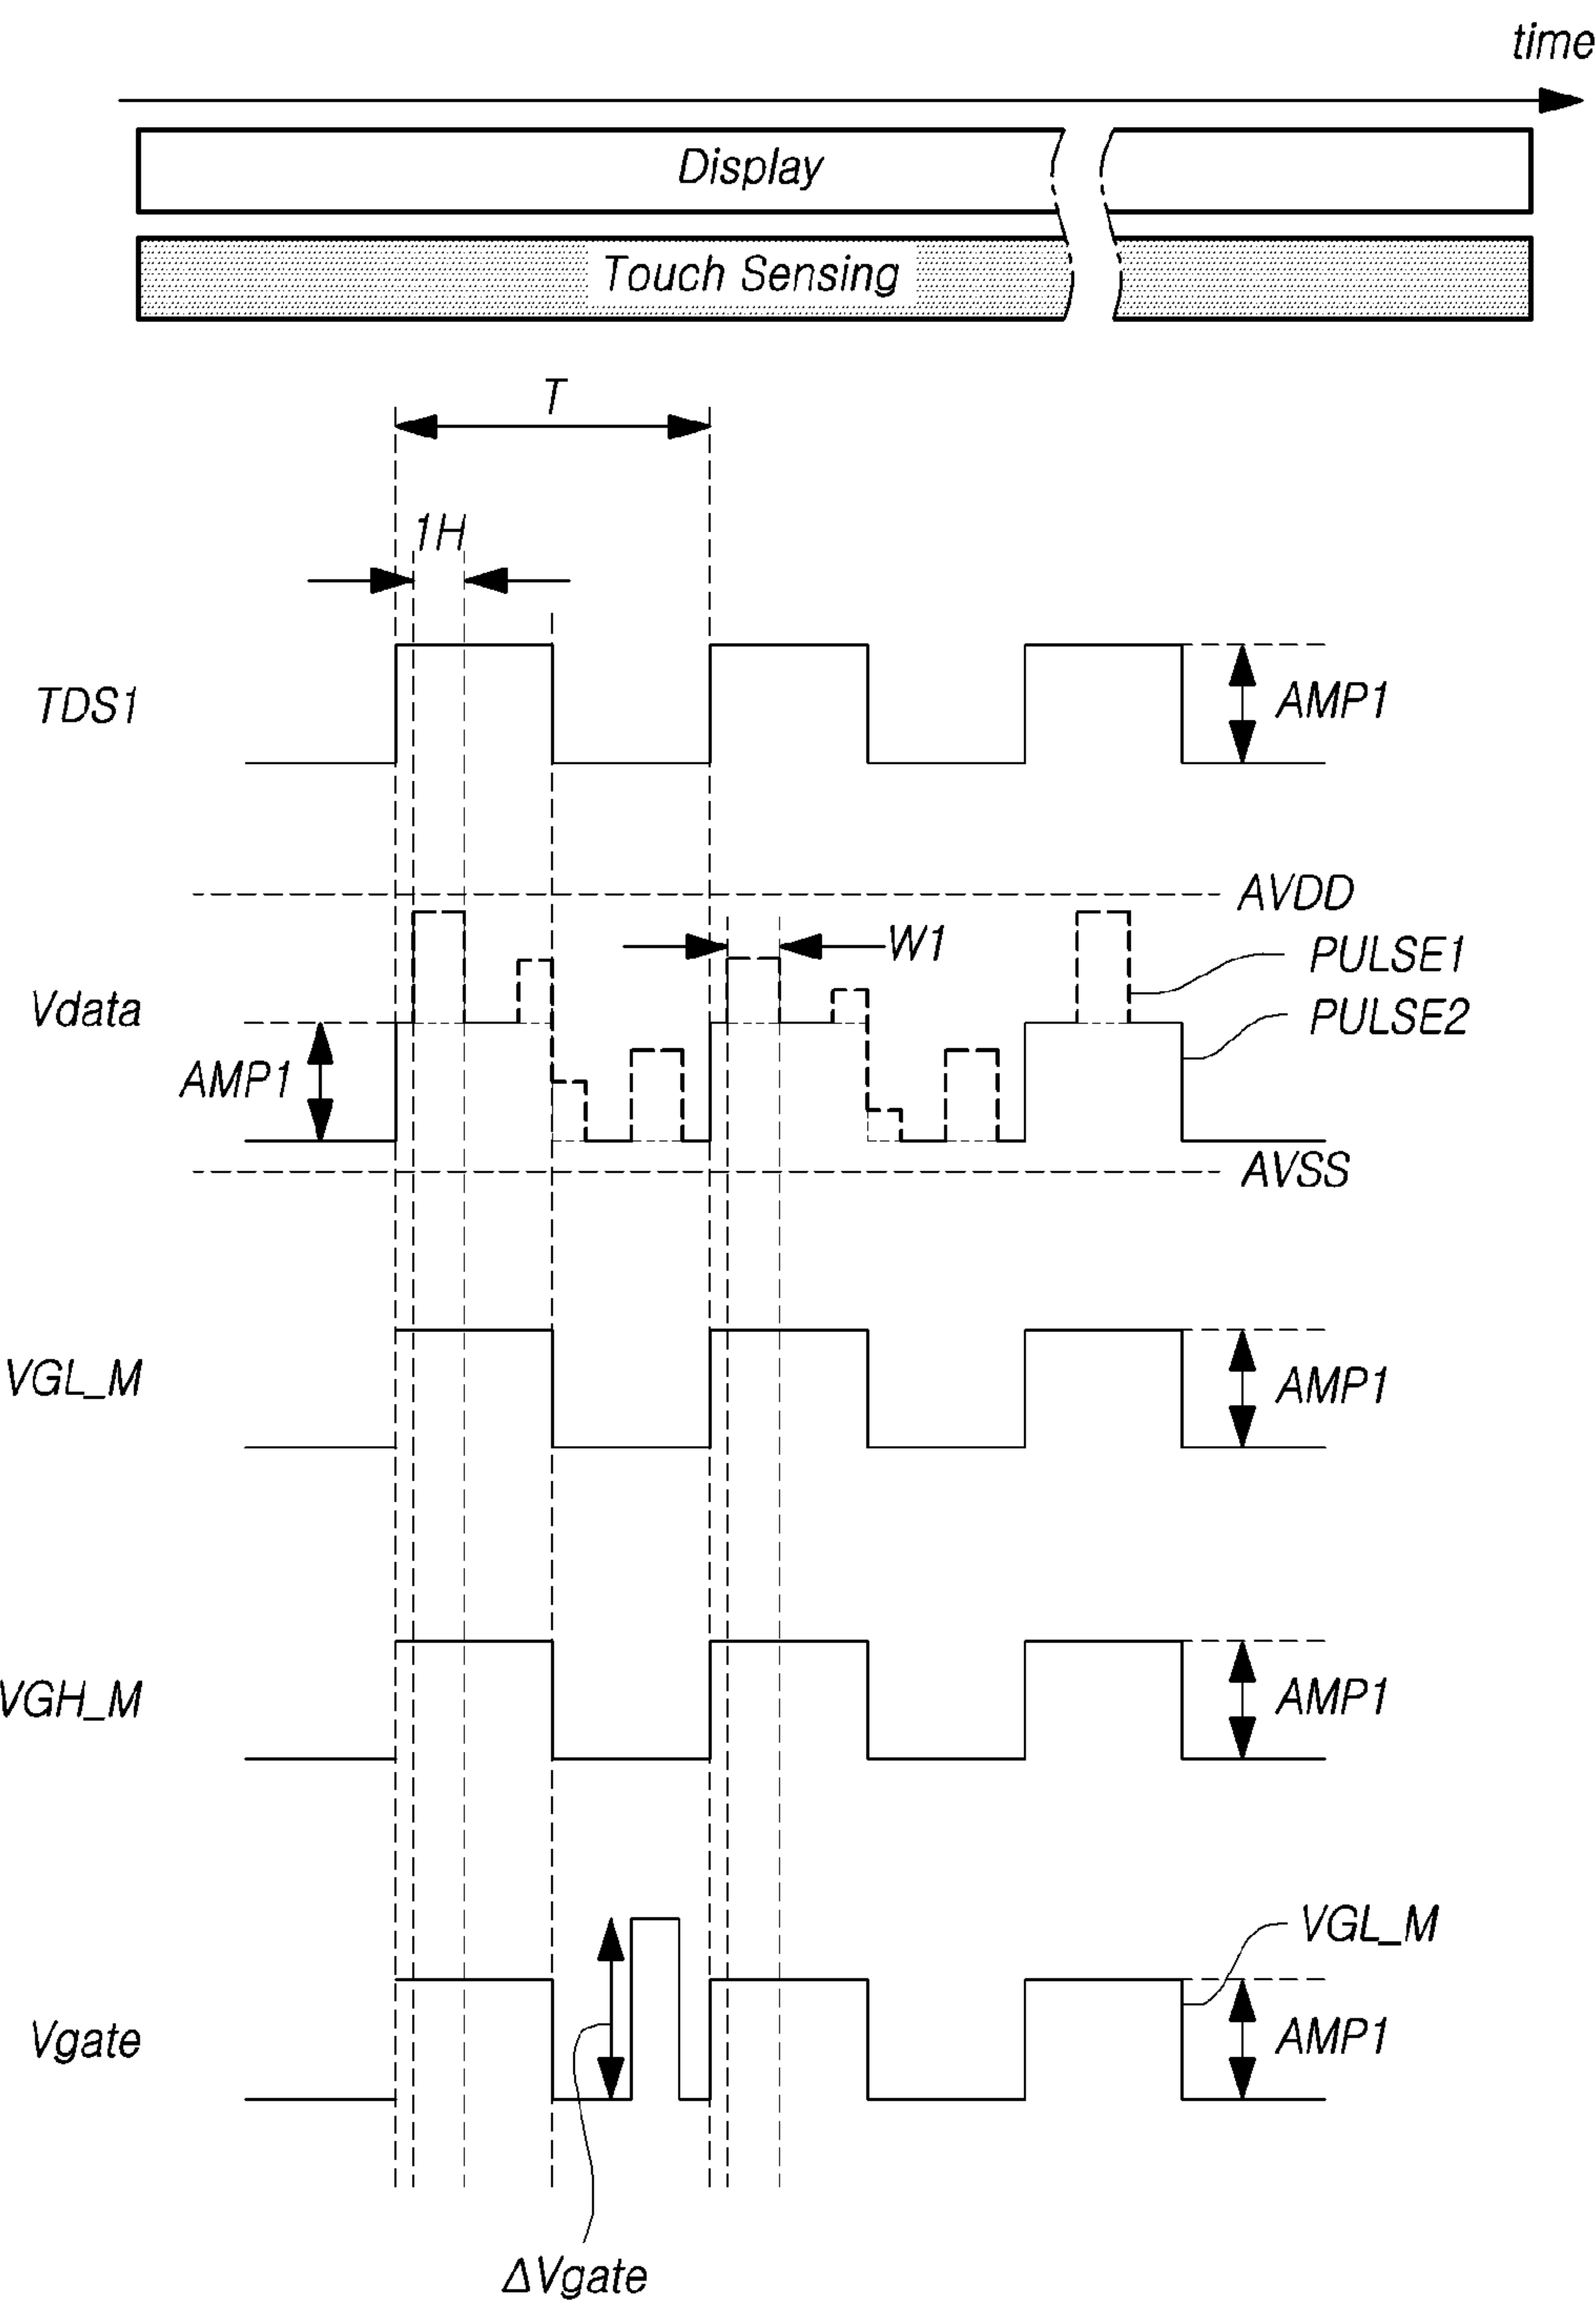 time
Display
Touch Sensing
T
1H
TDS1
AMP1
AVDD
W1
PULSE1
Vdata
PULSE2
AMP1
AVSS
VGL_M
AMP1
VGH_M
AMP1
VGL_M
Vgate
AMP1
ΔVgate